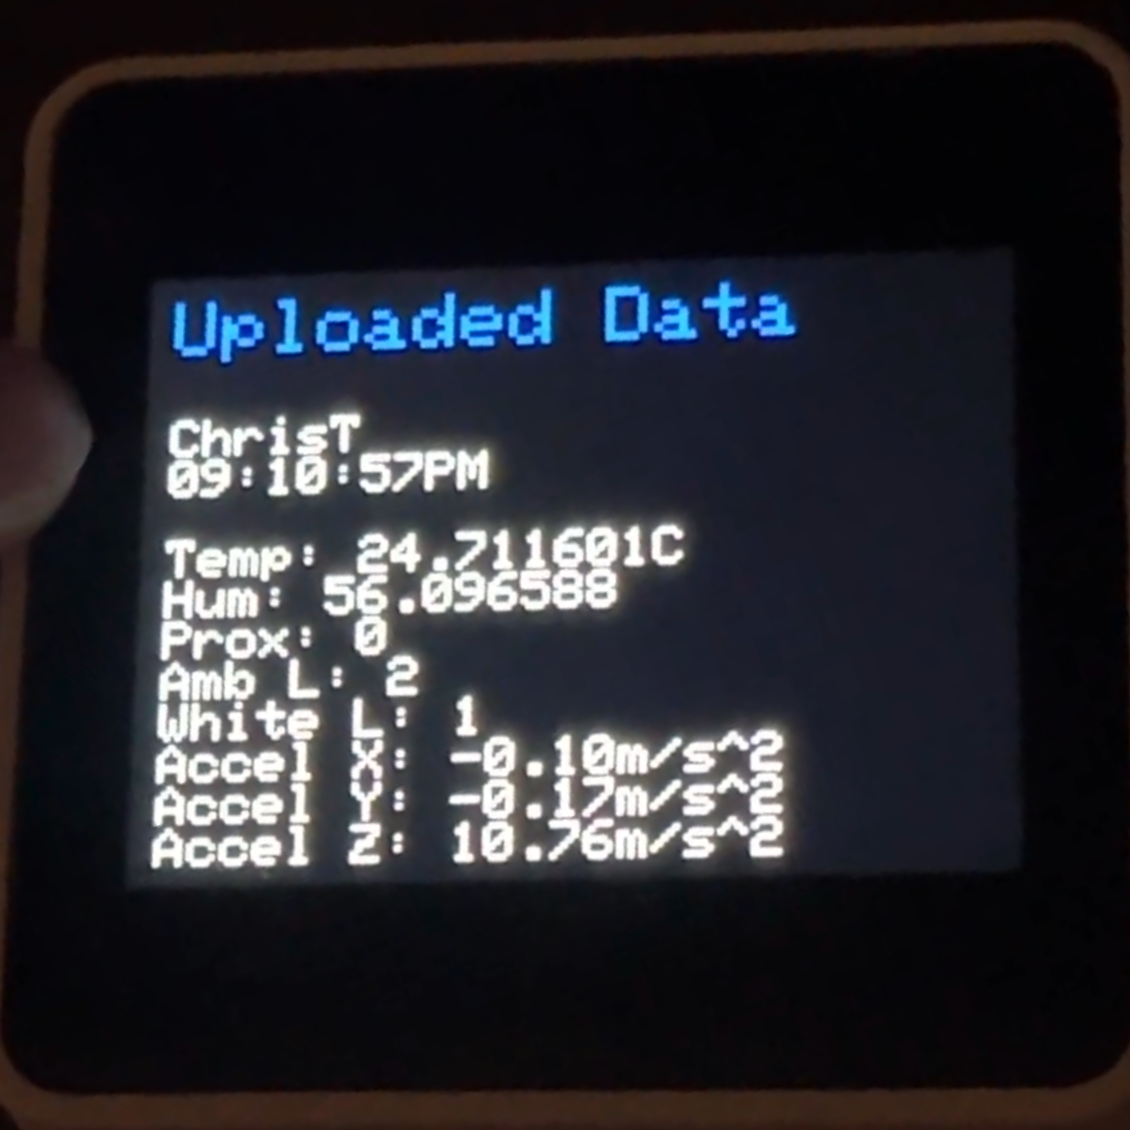 Uploaded Data
ChrisT
09:10:57PM
Temp: 24.711601C
Hum: 56.096588
Prox: 0
Amb L: 2
White L: 1
Accel X: -0.10m/s^2
Accel Y: -0.17m/s^2
Accel Z: 10.76m/s^2